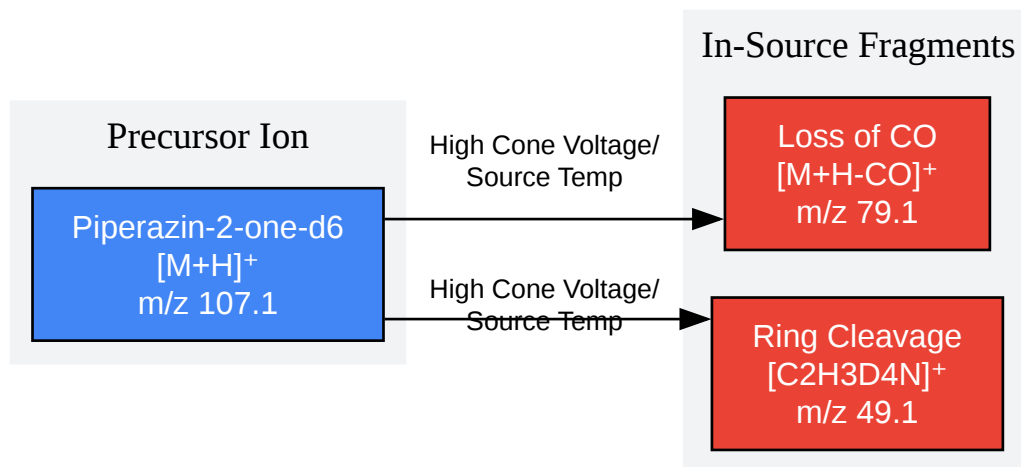 Precursor Ion
Piperazin-2-one-d6
[M+H]⁺
m/z 107.1
High Cone Voltage/
Source Temp
High Cone Voltage/
Source Temp
In-Source Fragments
Loss of CO
[M+H-CO]⁺
m/z 79.1
Ring Cleavage
[C2H3D4N]⁺
m/z 49.1